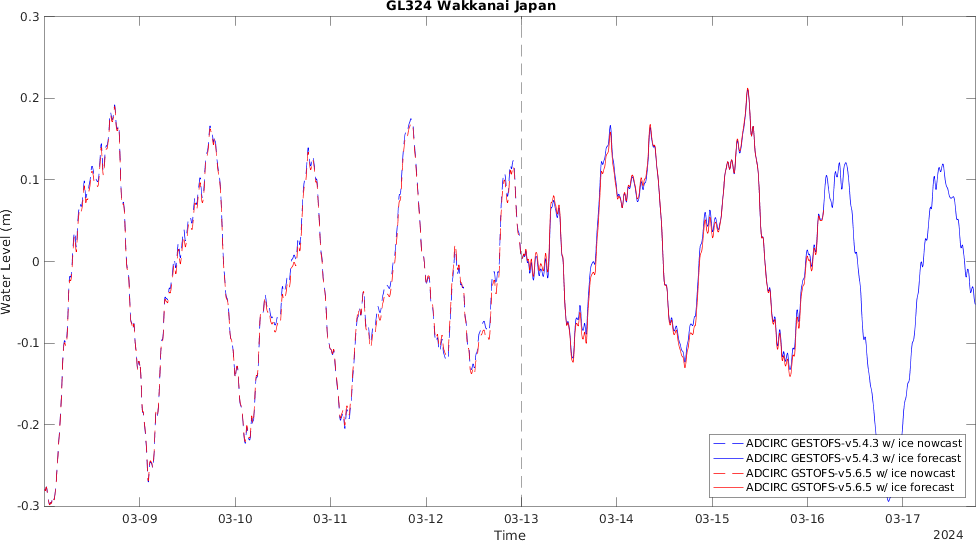 GL324 Wakkanai Japan
0.3
0.2
0.1
0
-0.1
-0.2
-0.3
Water Level (m)
ADCIRC GESTOFS-v5.4.3 w/ ice nowcast
ADCIRC GESTOFS-v5.4.3 w/ ice forecast
ADCIRC GSTOFS-v5.6.5 w/ ice nowcast
ADCIRC GSTOFS-v5.6.5 w/ ice forecast
03-09 03-10 03-11 03-12 03-13 03-14 03-15 03-16 03-17
Time
2024